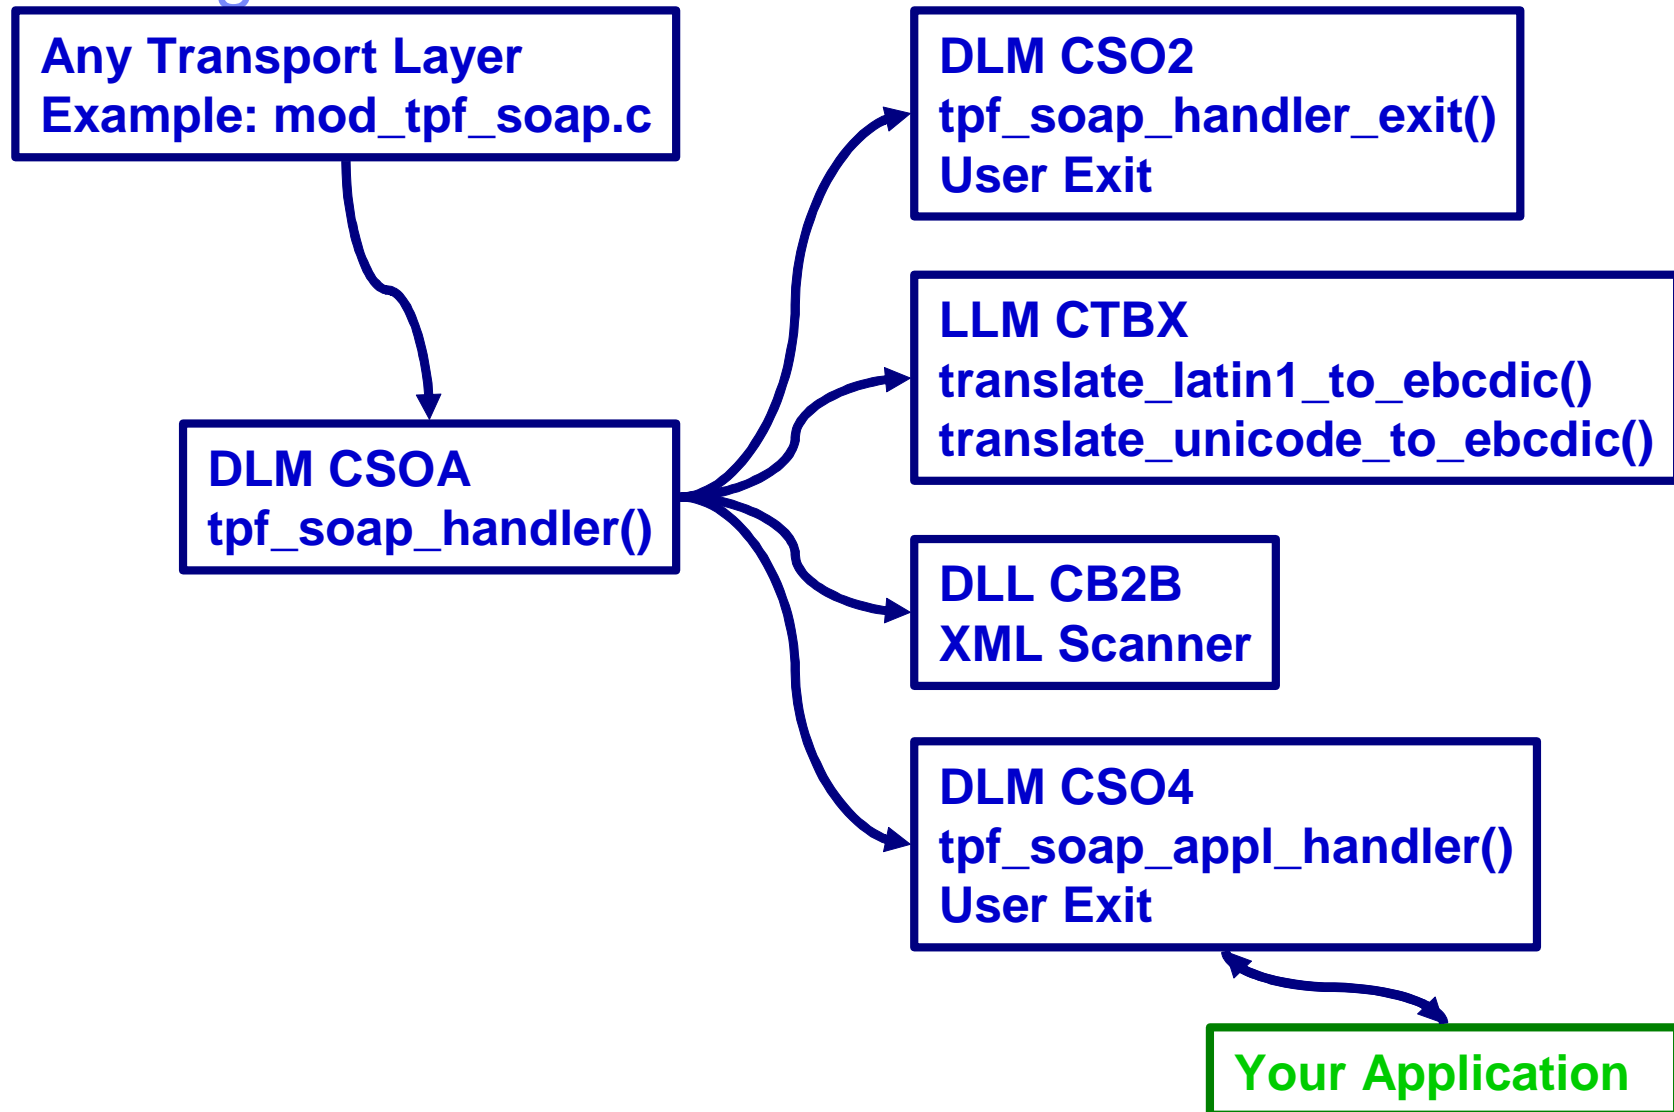 Any Transport Layer
Example: mod_tpf_soap.c
DLM CSO2
tpf_soap_handler_exit()
User Exit
LLM CTBX
translate_latin1_to_ebcdic()
translate_unicode_to_ebcdic()
DLM CSOA
tpf_soap_handler()
DLL CB2B
XML Scanner
DLM CSO4
tpf_soap_appl_handler()
User Exit
Your Application